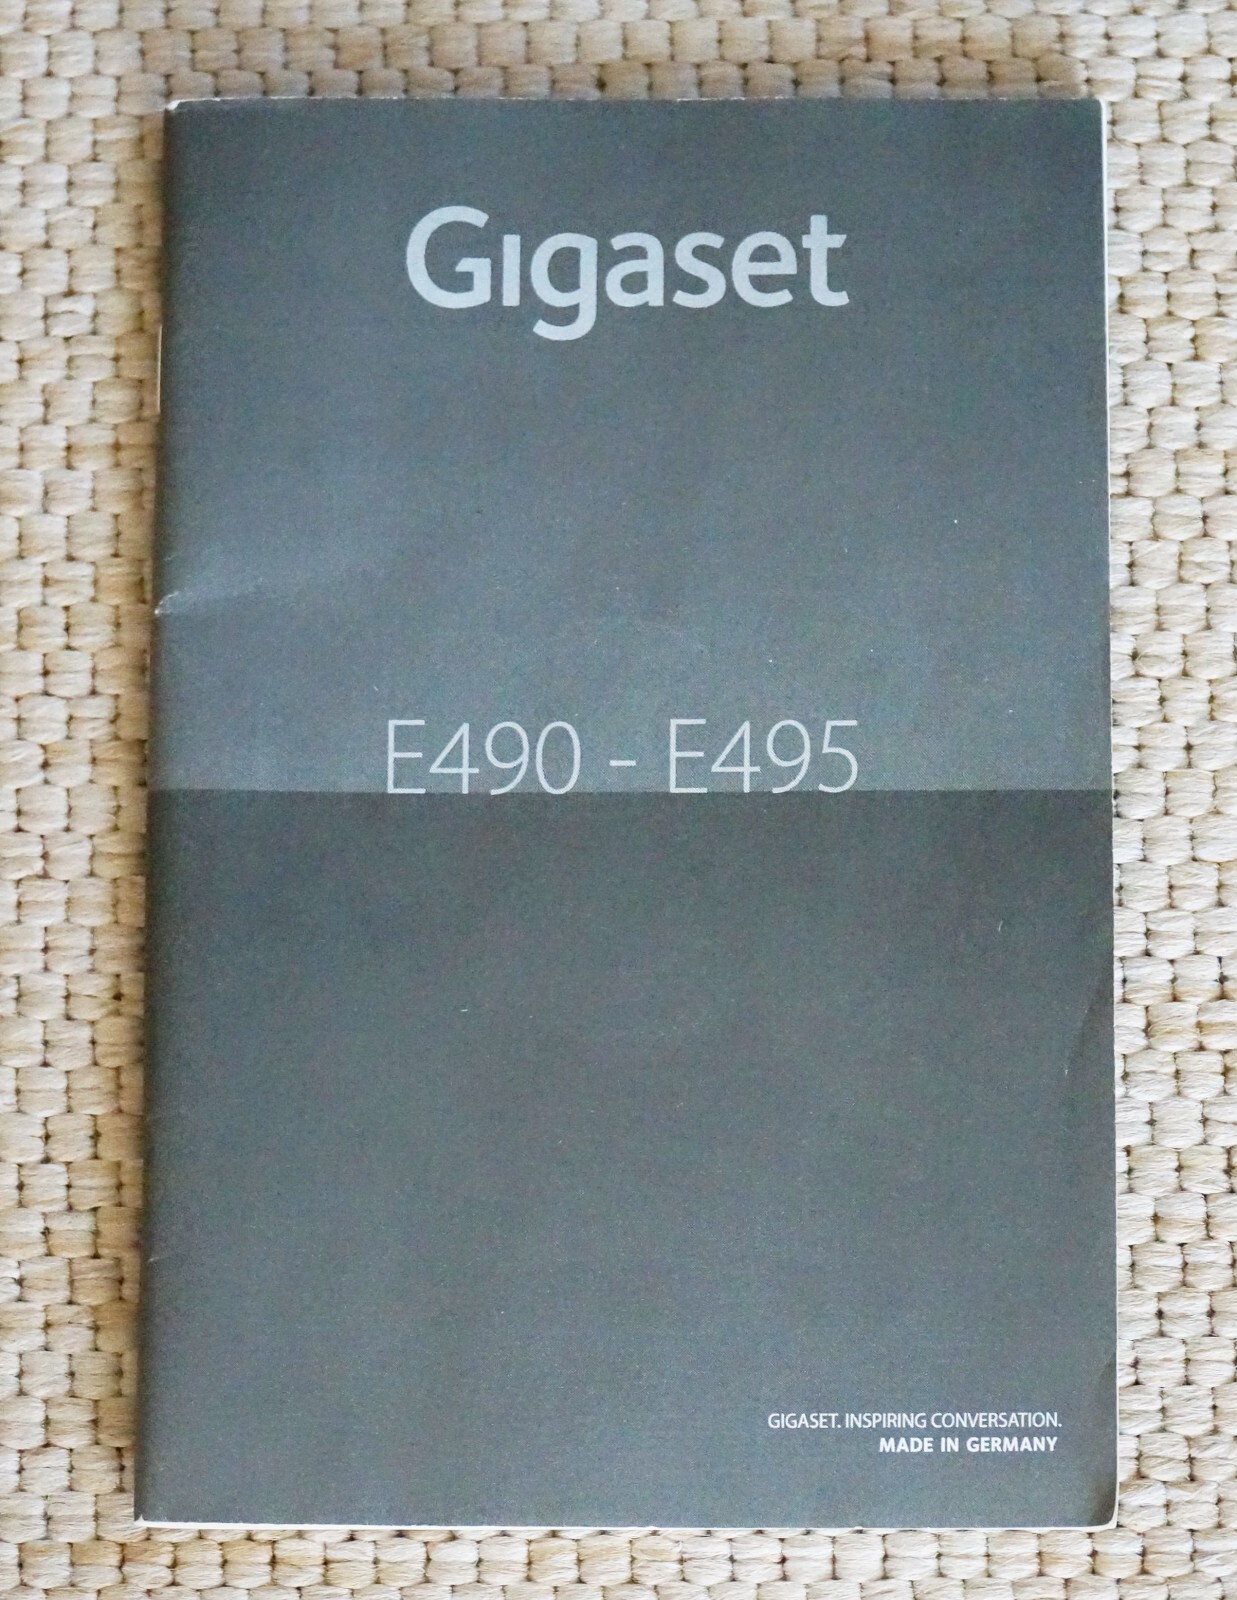 Gigaset
E490 - E495
GIGASET. INSPIRING CONVERSATION.
MADE IN GERMANY